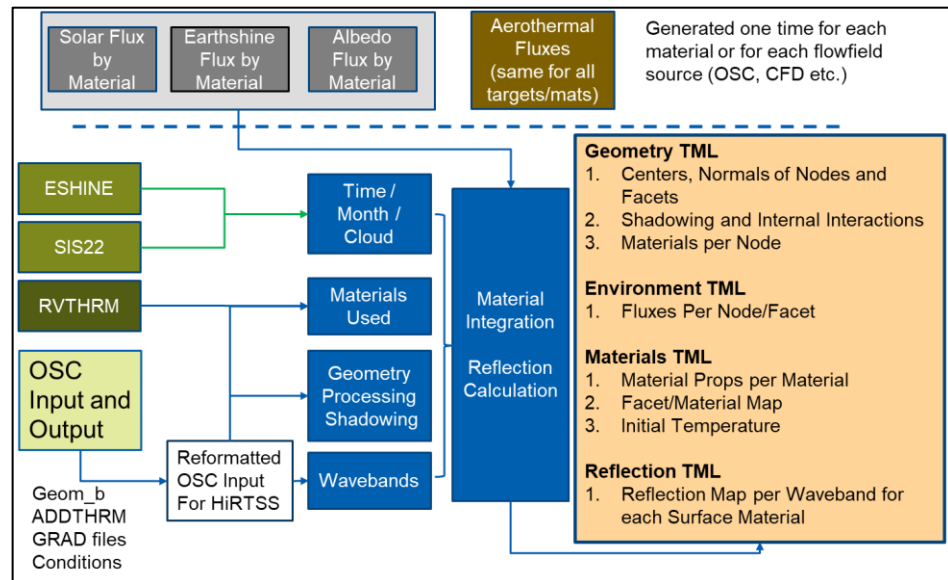 Solar Flux
by
Material
Earthshine
Flux by
Material
Albedo
Flux by
Material
Aerothermal
Fluxes
(same for all
targets/mats)
Generated one time for each
material or for each flowfield
source (OSC, CFD etc.)
ESHINE
SIS22
RVTHRM
OSC
Input and
Output
Geom_b
ADDTHRM
GRAD files
Conditions
Reformatted
OSC Input
For HiRTSS
Time /
Month /
Cloud
Materials
Used
Geometry
Processing
Shadowing
Wavebands
Material
Integration
Reflection
Calculation
Geometry TML
1. Centers, Normals of Nodes and
Facets
2. Shadowing and Internal Interactions
3. Materials per Node
Environment TML
1. Fluxes Per Node/Facet
Materials TML
1. Material Props per Material
2. Facet/Material Map
3. Initial Temperature
Reflection TML
1. Reflection Map per Waveband for
each Surface Material